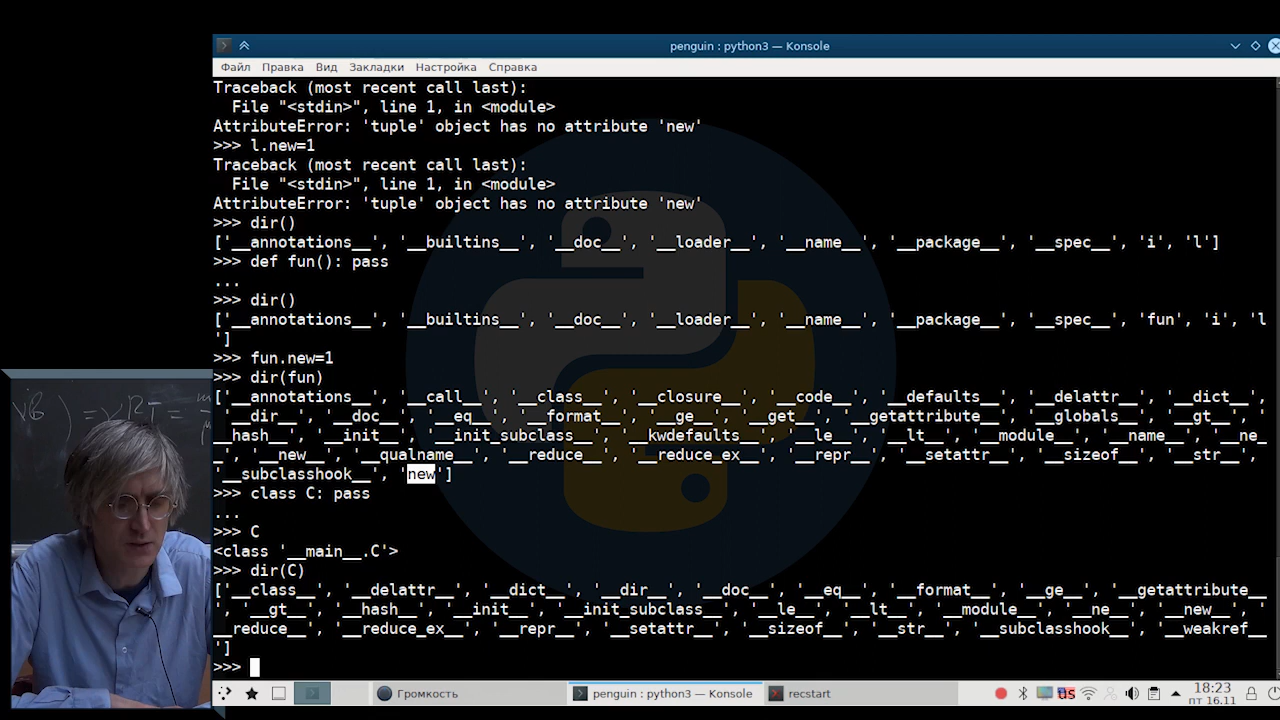 penguin : python3 — Konsole
Файл Правка Вид Закладки Настройка Справка
Traceback (most recent call last):
  File "<stdin>", line 1, in <module>
AttributeError: 'tuple' object has no attribute 'new'
>>> l.new=1
Traceback (most recent call last):
  File "<stdin>", line 1, in <module>
AttributeError: 'tuple' object has no attribute 'new'
>>> dir()
['__annotations__', '__builtins__', '__doc__', '__loader__', '__name__', '__package__', '__spec__', 'i', 'l']
>>> def fun(): pass
...
>>> dir()
['__annotations__', '__builtins__', '__doc__', '__loader__', '__name__', '__package__', '__spec__', 'fun', 'i', 'l
']
>>> fun.new=1
>>> dir(fun)
['__annotations__', '__call__', '__class__', '__closure__', '__code__', '__defaults__', '__delattr__', '__dict__',
'__dir__', '__doc__', '__eq__', '__format__', '__ge__', '__get__', '__getattribute__', '__globals__', '__gt__', '
__hash__', '__init__', '__init_subclass__', '__kwdefaults__', '__le__', '__lt__', '__module__', '__name__', '__ne_
_', '__new__', '__qualname__', '__reduce__', '__reduce_ex__', '__repr__', '__setattr__', '__sizeof__', '__str__',
'__subclasshook__', 'new']
>>> class C: pass
...
>>> C
<class '__main__.C'>
>>> dir(C)
['__class__', '__delattr__', '__dict__', '__dir__', '__doc__', '__eq__', '__format__', '__ge__', '__getattribute__
', '__gt__', '__hash__', '__init__', '__init_subclass__', '__le__', '__lt__', '__module__', '__ne__', '__new__', '
__reduce__', '__reduce_ex__', '__repr__', '__setattr__', '__sizeof__', '__str__', '__subclasshook__', '__weakref__
']
>>>
Громкость
penguin : python3 — Konsole
recstart
us
18:23
пт 16.11